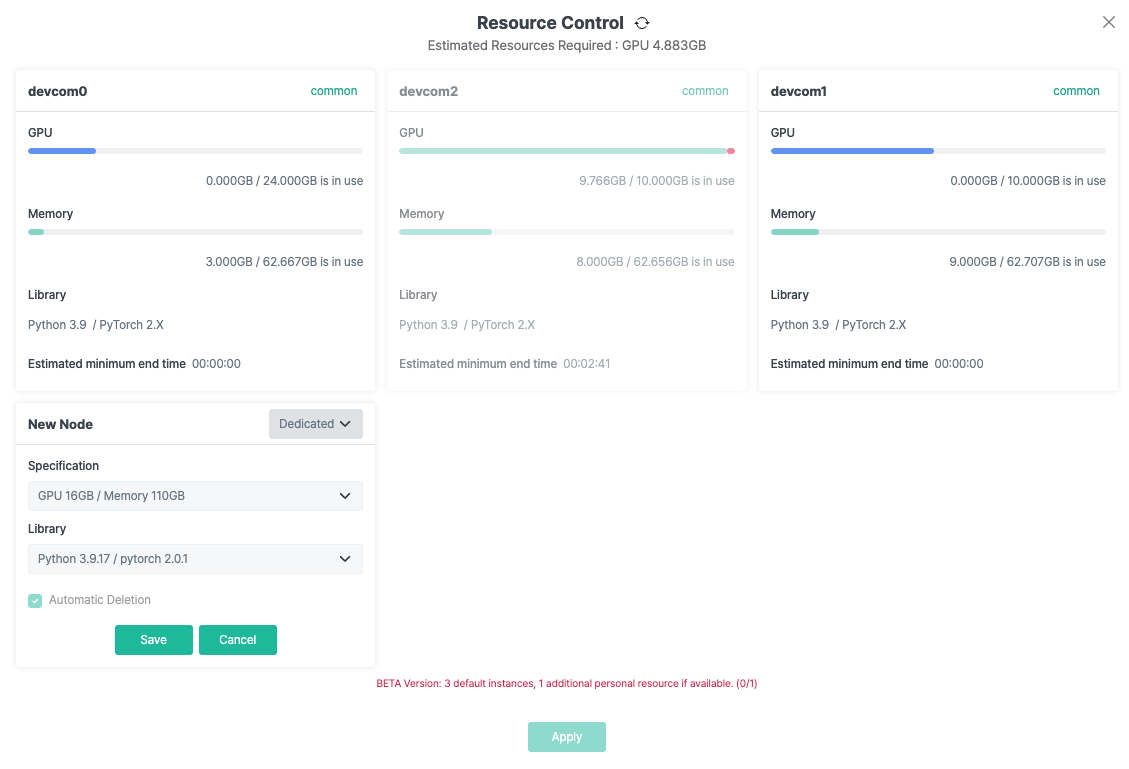 Resource Control
Estimated Resources Required : GPU 4.883GB
devcom0 common
GPU
0.000GB / 24.000GB is in use
Memory
3.000GB / 62.667GB is in use
Library
Python 3.9 / PyTorch 2.X
Estimated minimum end time 00:00:00
devcom2 common
GPU
9.766GB / 10.000GB is in use
Memory
8.000GB / 62.656GB is in use
Library
Python 3.9 / PyTorch 2.X
Estimated minimum end time 00:02:41
devcom1 common
GPU
0.000GB / 10.000GB is in use
Memory
9.000GB / 62.707GB is in use
Library
Python 3.9 / PyTorch 2.X
Estimated minimum end time 00:00:00
New Node Dedicated
Specification
GPU 16GB / Memory 110GB
Library
Python 3.9.17 / pytorch 2.0.1
Automatic Deletion
Save Cancel
BETA Version: 3 default instances, 1 additional personal resource if available. (0/1)
Apply